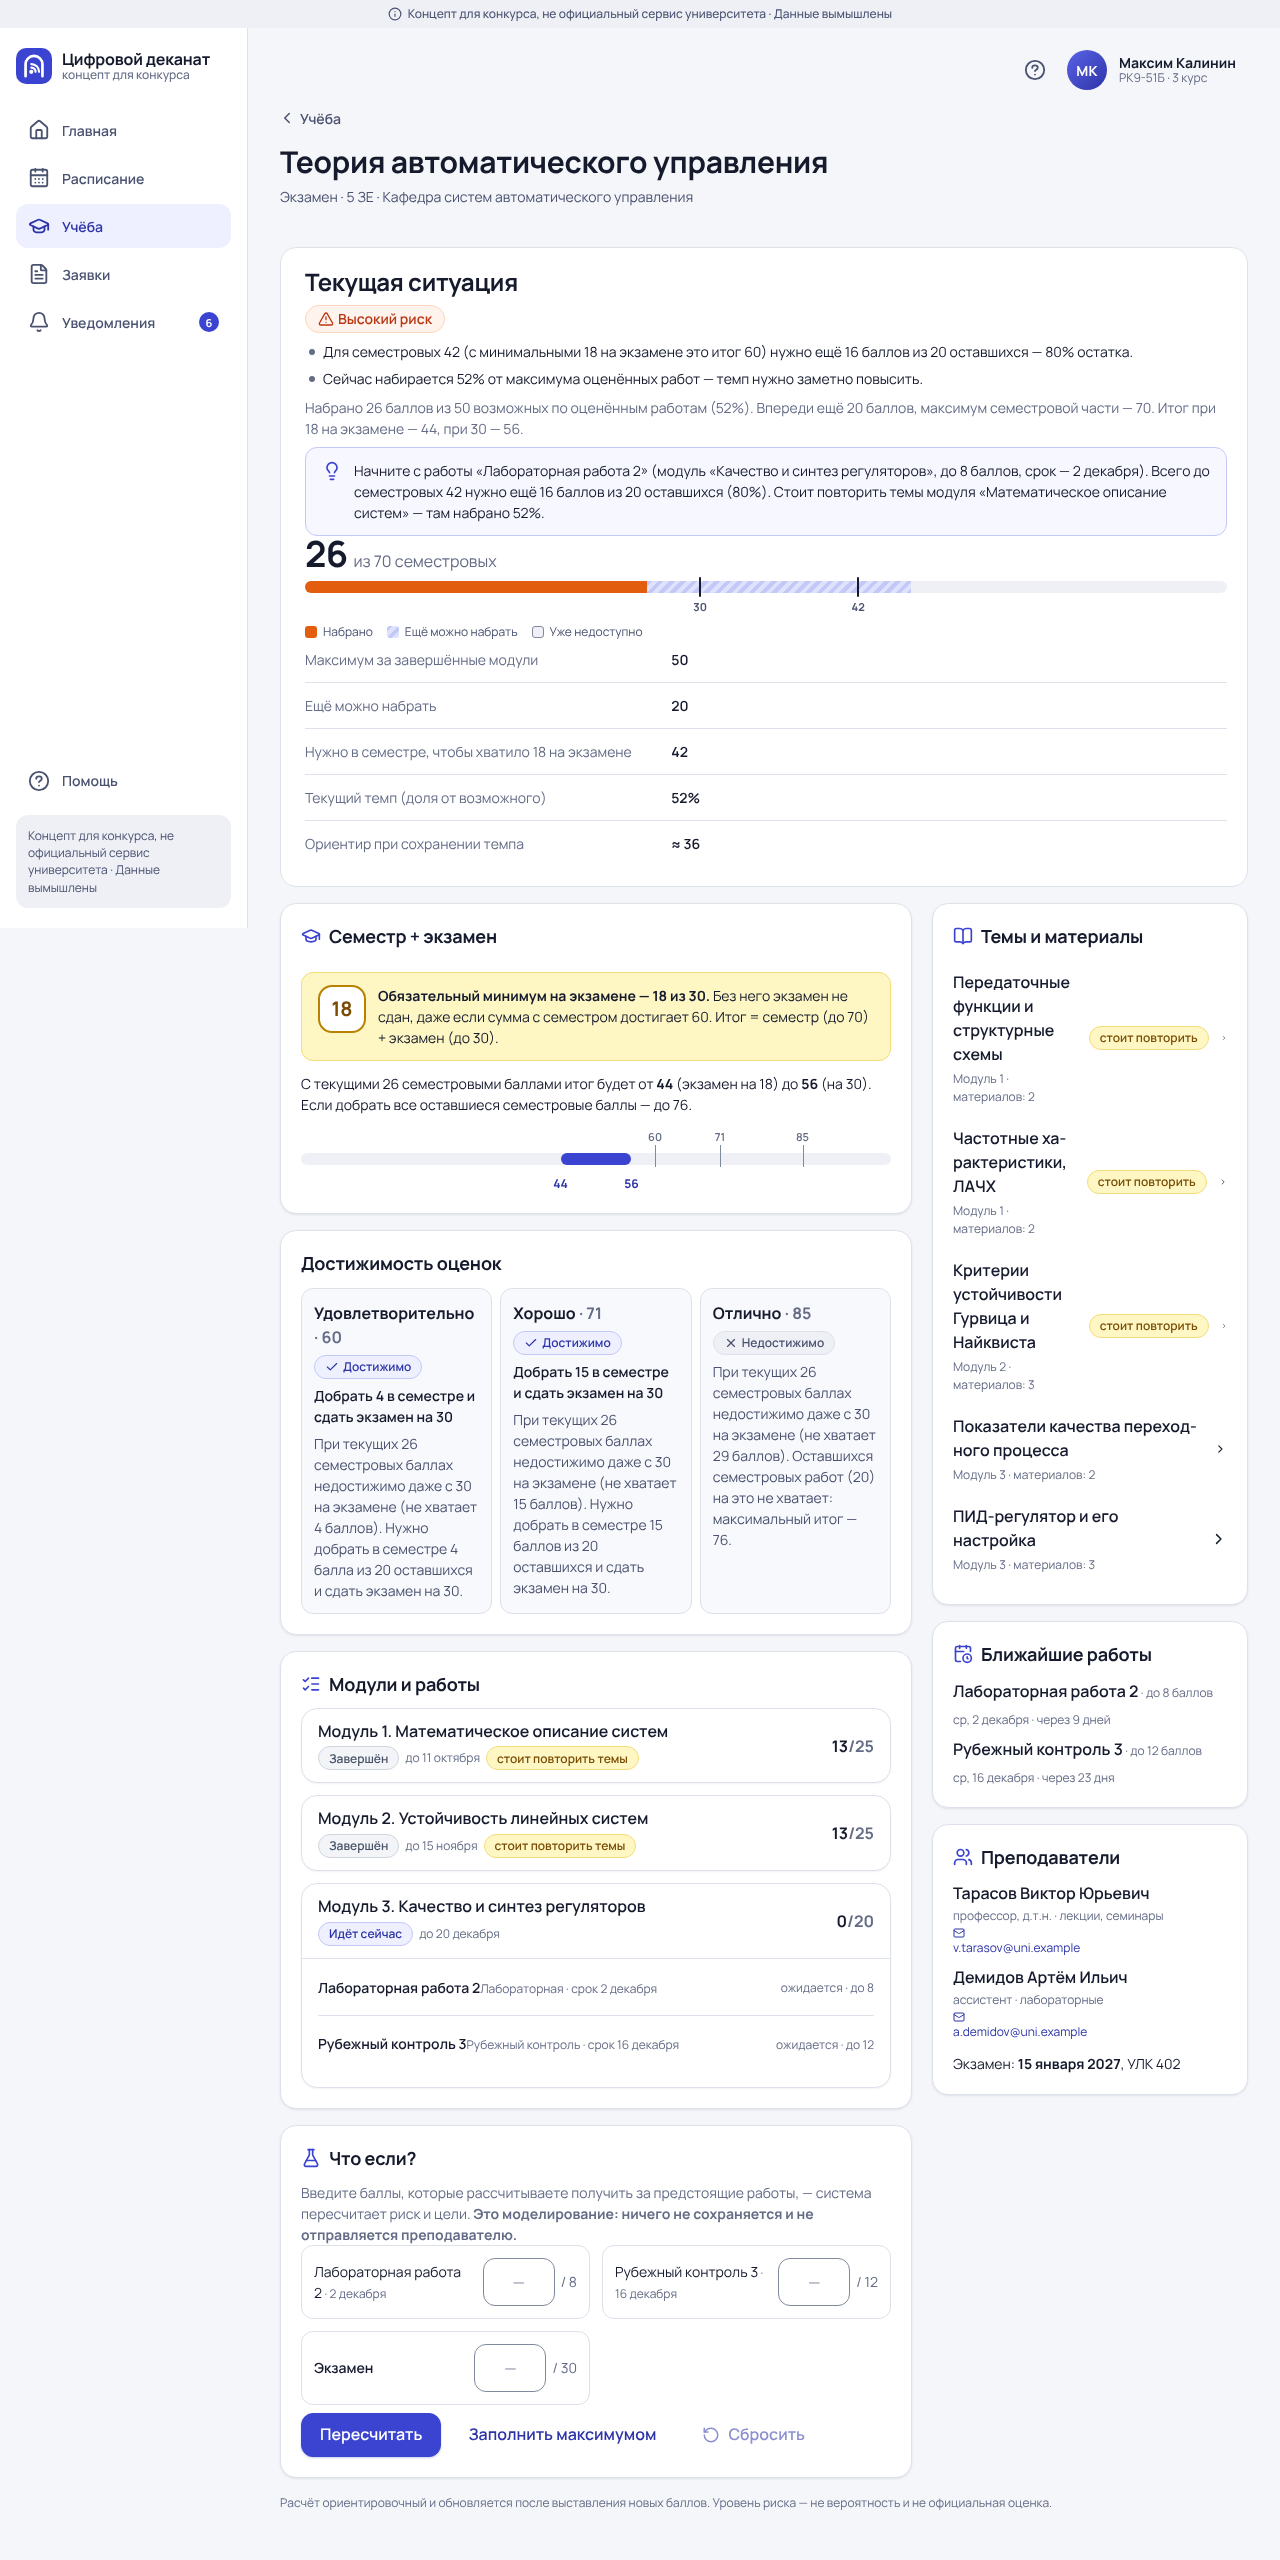 Концепт для конкурса, не официальный сервис университета · Данные вымышлены
Цифровой деканат
концепт для конкурса
Главная
Расписание
Учёба
Заявки
Уведомления
6
Помощь
Концепт для конкурса, не
официальный сервис
университета · Данные
вымышлены
МК
Максим Калинин
РК9-51Б · 3 курс
Учёба
Теория автоматического управления
Экзамен · 5 ЗЕ · Кафедра систем автоматического управления
Текущая ситуация
Высокий риск
Для семестровых 42 (с минимальными 18 на экзамене это итог 60) нужно ещё 16 баллов из 20 оставшихся — 80% остатка.
Сейчас набирается 52% от максимума оценённых работ — темп нужно заметно повысить.
Набрано 26 баллов из 50 возможных по оценённым работам (52%). Впереди ещё 20 баллов, максимум семестровой части — 70. Итог при
18 на экзамене — 44, при 30 — 56.
Начните с работы «Лабораторная работа 2» (модуль «Качество и синтез регуляторов», до 8 баллов, срок — 2 декабря). Всего до
семестровых 42 нужно ещё 16 баллов из 20 оставшихся (80%). Стоит повторить темы модуля «Математическое описание
систем» — там набрано 52%.
26 из 70 семестровых
30
42
Набрано
Ещё можно набрать
Уже недоступно
Максимум за завершённые модули
50
Ещё можно набрать
20
Нужно в семестре, чтобы хватило 18 на экзамене
42
Текущий темп (доля от возможного)
52%
Ориентир при сохранении темпа
≈ 36
Семестр + экзамен
18
Обязательный минимум на экзамене — 18 из 30. Без него экзамен не
сдан, даже если сумма с семестром достигает 60. Итог = семестр (до 70)
+ экзамен (до 30).
С текущими 26 семестровыми баллами итог будет от 44 (экзамен на 18) до 56 (на 30).
Если добрать все оставшиеся семестровые баллы — до 76.
60
71
85
44
56
Достижимость оценок
Удовлетворительно
· 60
Достижимо
Добрать 4 в семестре и
сдать экзамен на 30
При текущих 26
семестровых баллах
недостижимо даже с 30
на экзамене (не хватает
4 баллов). Нужно
добрать в семестре 4
балла из 20 оставшихся
и сдать экзамен на 30.
Хорошо · 71
Достижимо
Добрать 15 в семестре
и сдать экзамен на 30
При текущих 26
семестровых баллах
недостижимо даже с 30
на экзамене (не хватает
15 баллов). Нужно
добрать в семестре 15
баллов из 20
оставшихся и сдать
экзамен на 30.
Отлично · 85
Недостижимо
При текущих 26
семестровых баллах
недостижимо даже с 30
на экзамене (не хватает
29 баллов). Оставшихся
семестровых работ (20)
на это не хватает:
максимальный итог —
76.
Модули и работы
Модуль 1. Математическое описание систем
Завершён
до 11 октября
стоит повторить темы
13/25
Модуль 2. Устойчивость линейных систем
Завершён
до 15 ноября
стоит повторить темы
13/25
Модуль 3. Качество и синтез регуляторов
Идёт сейчас
до 20 декабря
0/20
Лабораторная работа 2Лабораторная · срок 2 декабря
ожидается · до 8
Рубежный контроль 3Рубежный контроль · срок 16 декабря
ожидается · до 12
Что если?
Введите баллы, которые рассчитываете получить за предстоящие работы, — система
пересчитает риск и цели. Это моделирование: ничего не сохраняется и не
отправляется преподавателю.
Лабораторная работа
2 · 2 декабря
—
/ 8
Рубежный контроль 3 ·
16 декабря
—
/ 12
Экзамен
—
/ 30
Пересчитать
Заполнить максимумом
Сбросить
Темы и материалы
Передаточные
функции и
структурные
схемы
Модуль 1 ·
материалов: 2
стоит повторить
Частотные ха-
рактеристики,
ЛАЧХ
Модуль 1 ·
материалов: 2
стоит повторить
Критерии
устойчивости
Гурвица и
Найквиста
Модуль 2 ·
материалов: 3
стоит повторить
Показатели качества переход-
ного процесса
Модуль 3 · материалов: 2
ПИД-регулятор и его
настройка
Модуль 3 · материалов: 3
Ближайшие работы
Лабораторная работа 2 · до 8 баллов
ср, 2 декабря · через 9 дней
Рубежный контроль 3 · до 12 баллов
ср, 16 декабря · через 23 дня
Преподаватели
Тарасов Виктор Юрьевич
профессор, д.т.н. · лекции, семинары
v.tarasov@uni.example
Демидов Артём Ильич
ассистент · лабораторные
a.demidov@uni.example
Экзамен: 15 января 2027, УЛК 402
Расчёт ориентировочный и обновляется после выставления новых баллов. Уровень риска — не вероятность и не официальная оценка.